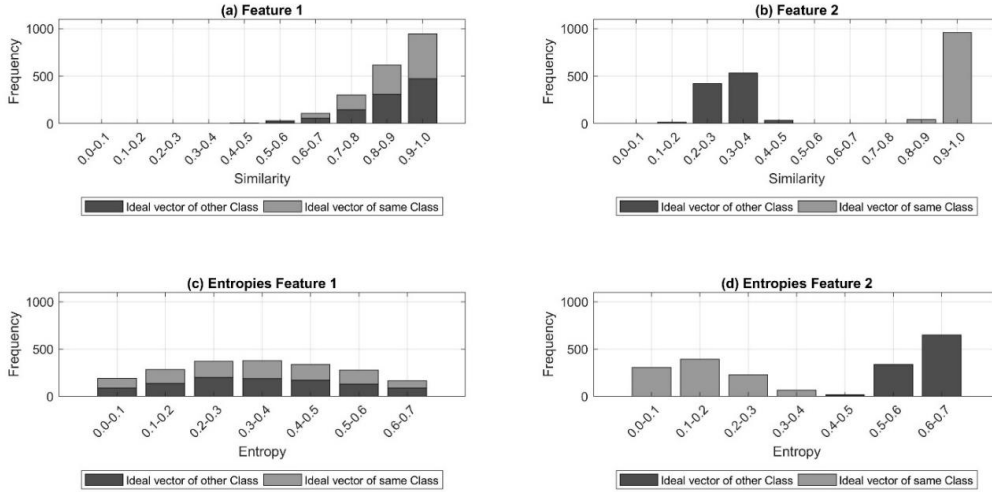 (a) Feature 1
1000
500
0
Frequency
0.0-0.1
0.1-0.2
0.2-0.3
0.3-0.4
0.4-0.5
0.5-0.6
0.6-0.7
0.7-0.8
0.8-0.9
0.9-1.0
Similarity
Ideal vector of other Class Ideal vector of same Class
(b) Feature 2
1000
500
0
Frequency
0.0-0.1
0.1-0.2
0.2-0.3
0.3-0.4
0.4-0.5
0.5-0.6
0.6-0.7
0.7-0.8
0.8-0.9
0.9-1.0
Similarity
Ideal vector of other Class Ideal vector of same Class
(c) Entropies Feature 1
1000
500
0
Frequency
0.0-0.1
0.1-0.2
0.2-0.3
0.3-0.4
0.4-0.5
0.5-0.6
0.6-0.7
Entropy
Ideal vector of other Class Ideal vector of same Class
(d) Entropies Feature 2
1000
500
0
Frequency
0.0-0.1
0.1-0.2
0.2-0.3
0.3-0.4
0.4-0.5
0.5-0.6
0.6-0.7
Entropy
Ideal vector of other Class Ideal vector of same Class